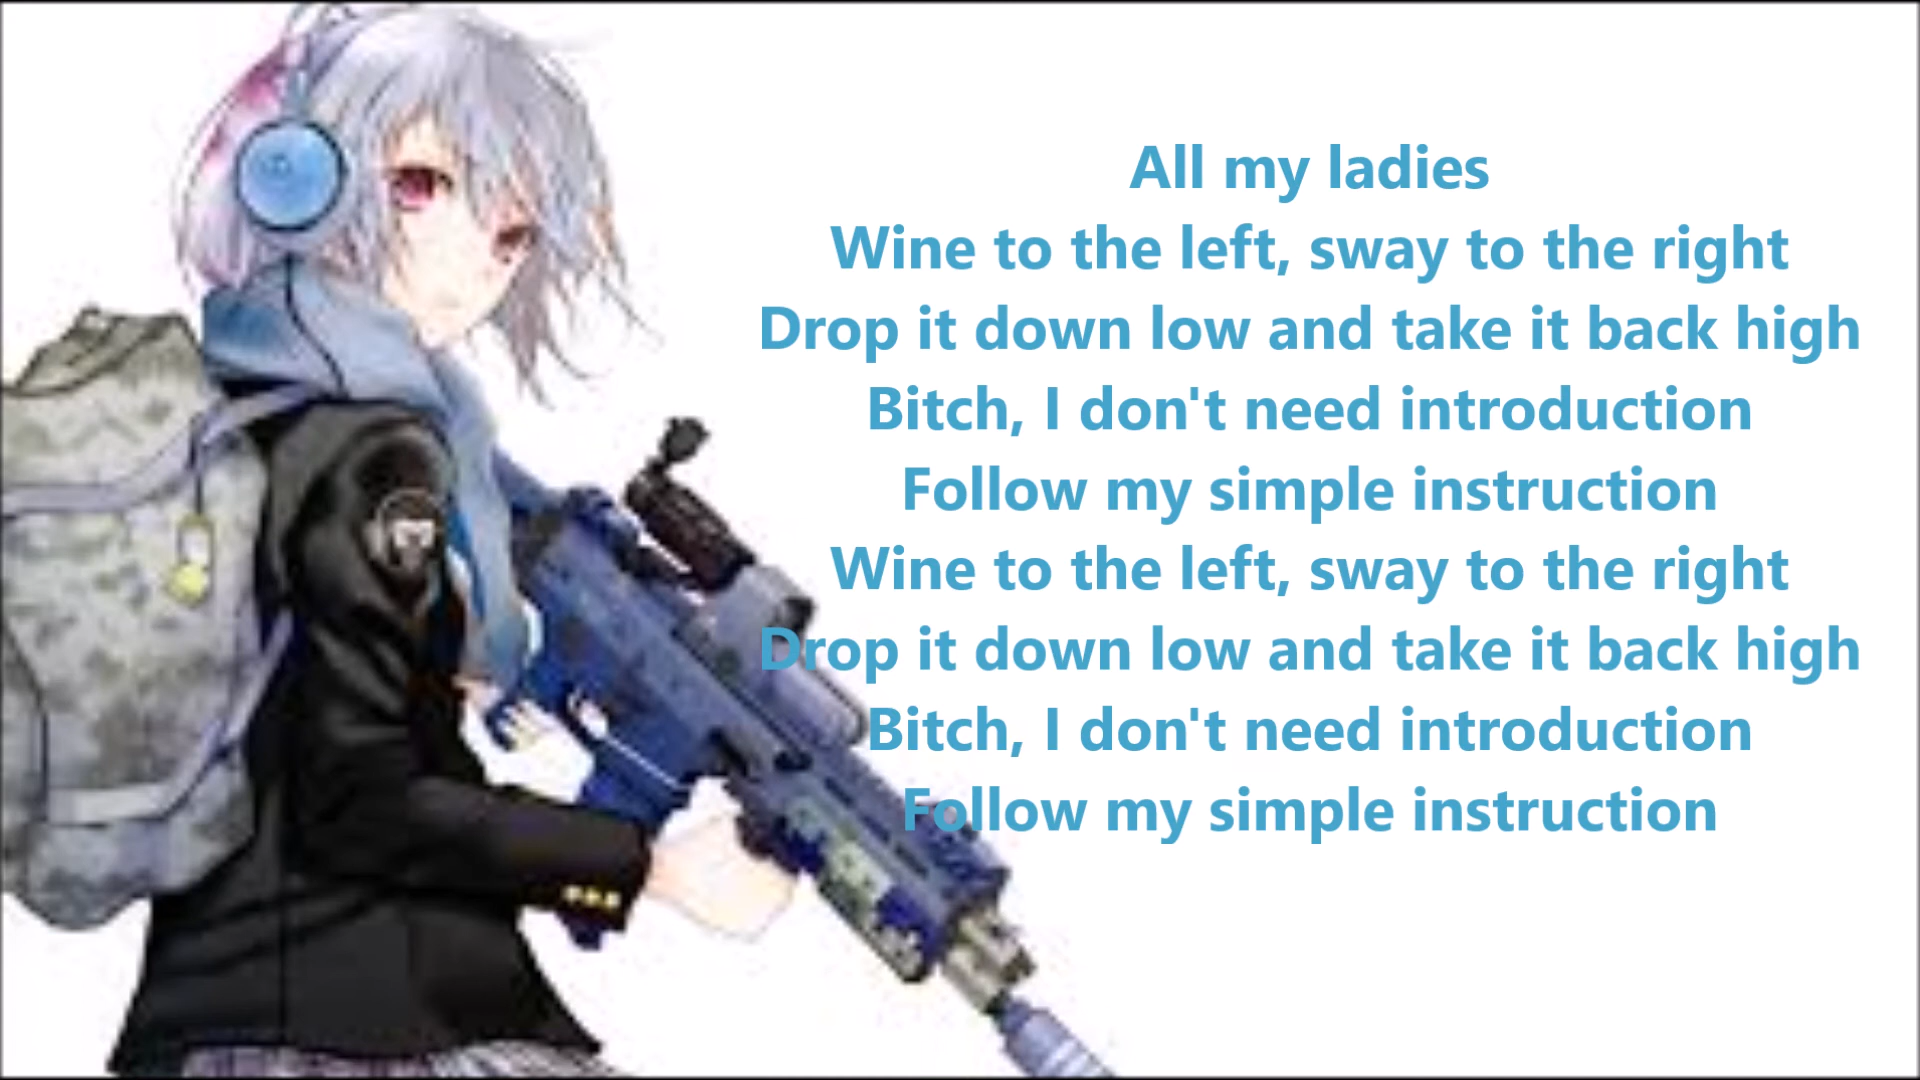 All my ladies
Wine to the left, sway to the right
Drop it down low and take it back high
Bitch, I don't need introduction
Follow my simple instruction
Wine to the left, sway to the right
Drop it down low and take it back high
Bitch, I don't need introduction
Follow my simple instruction